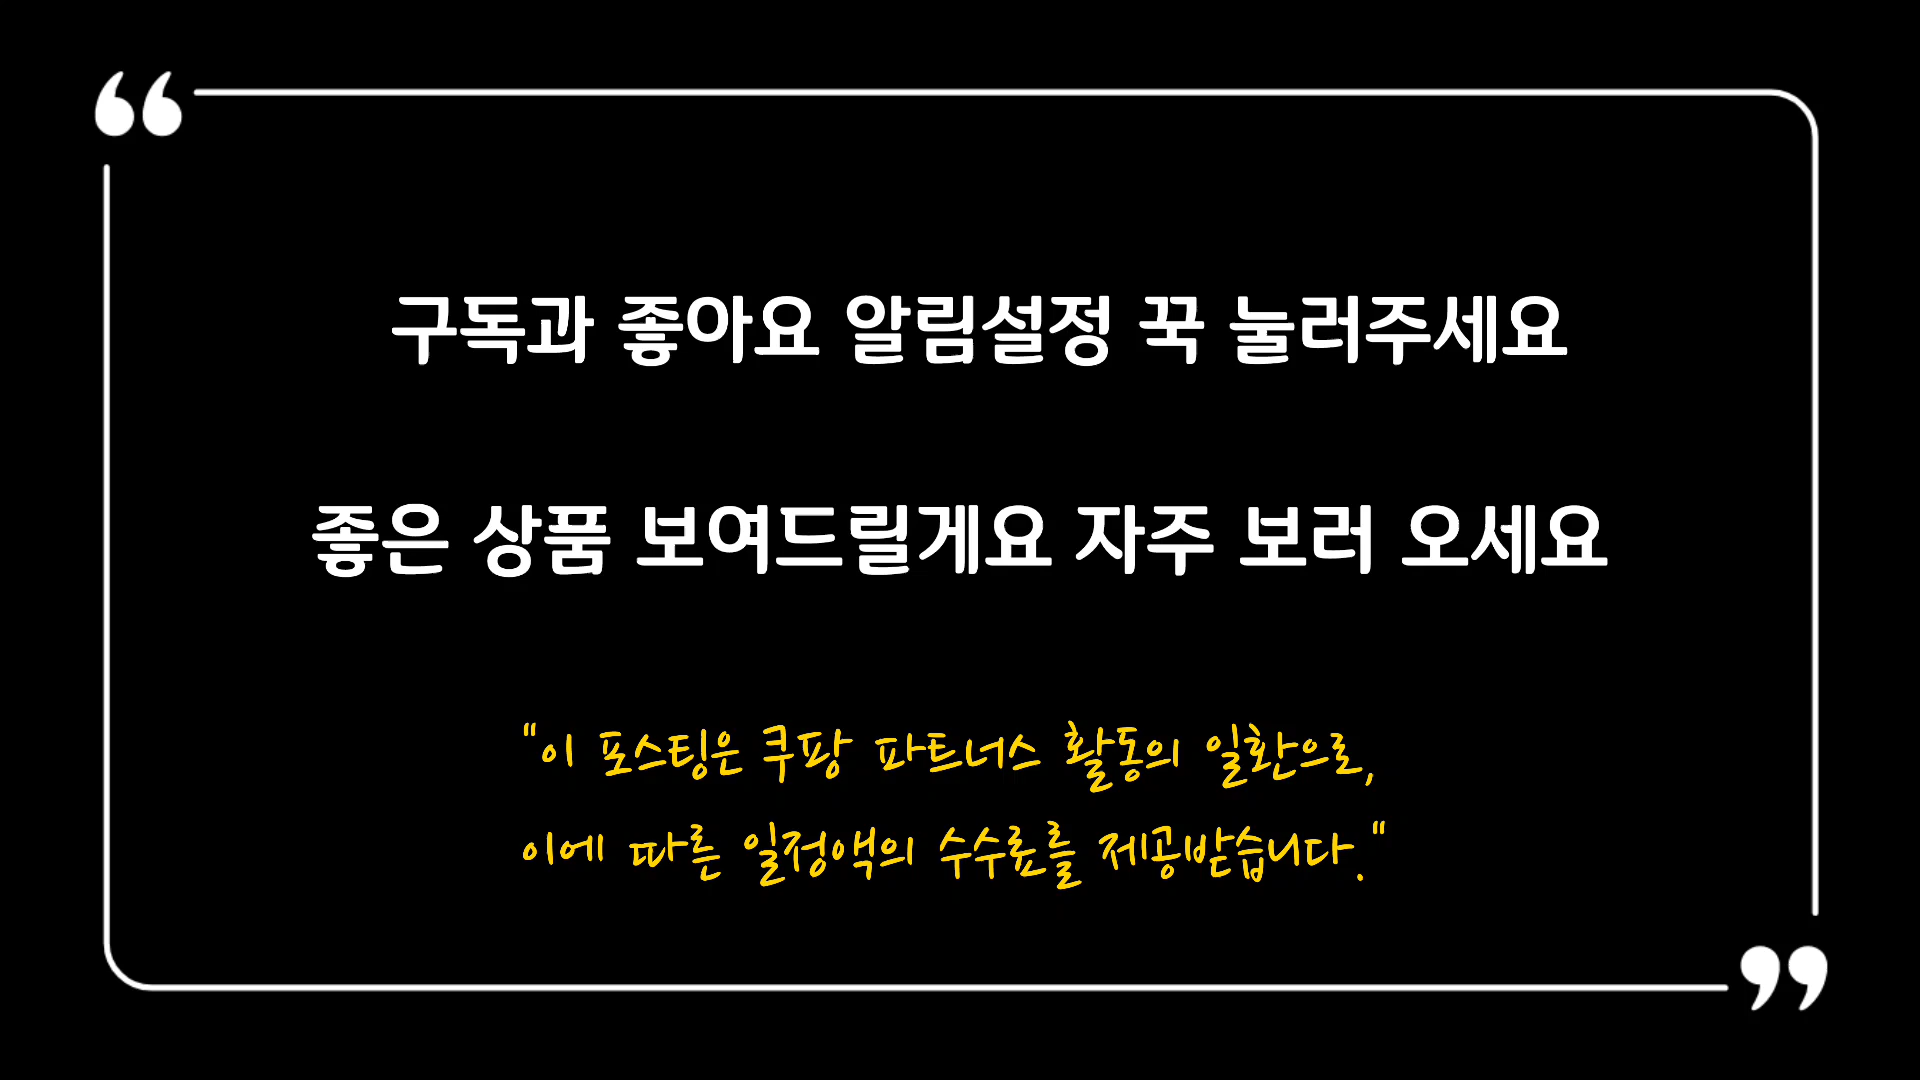 구독과 좋아요 알림설정 꾹 눌러주세요
좋은 상품 보여드릴게요 자주 보러 오세요
"이 포스팅은 쿠팡 파트너스 활동의 일환으로,
이에 따른 일정액의 수수료를 제공받습니다."